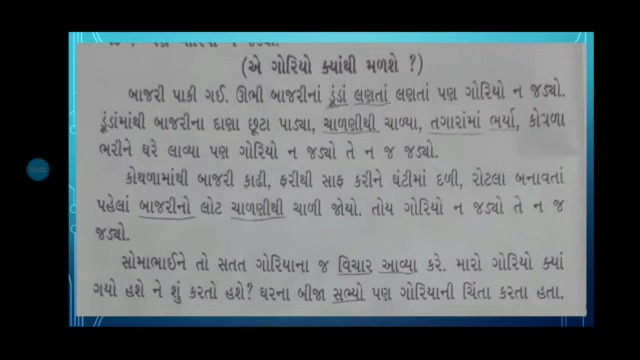 (એ ગોરિયો ક્યાંથી મળશે ?)
બાજરી પાકી ગઈ. ઊભી બાજરીનાં ડૂંડાં લણતાં લણતાં પણ ગોરિયો ન જડ્યો.
ડૂંડાંમાંથી બાજરીના દાણા છૂટા પાડ્યા, ચાળણીથી ચાળ્યા, તગારાંમાં ભર્યા, કોથળા
ભરીને ઘરે લાવ્યા પણ ગોરિયો ન જડ્યો તે ન જ જડ્યો.
કોથળામાંથી બાજરી કાઢી, ફરીથી સાફ કરીને ઘંટીમાં દળી, રોટલા બનાવતાં
પહેલાં બાજરીનો લોટ ચાળણીથી ચાળી જોયો. તોય ગોરિયો ન જડ્યો તે ન જ
જડ્યો.
સોમાભાઈને તો સતત ગોરિયાના જ વિચાર આવ્યા કરે. મારો ગોરિયો ક્યાં
ગયો હશે ને શું કરતો હશે? ઘરના બીજા સભ્યો પણ ગોરિયાની ચિંતા કરતા હતા.